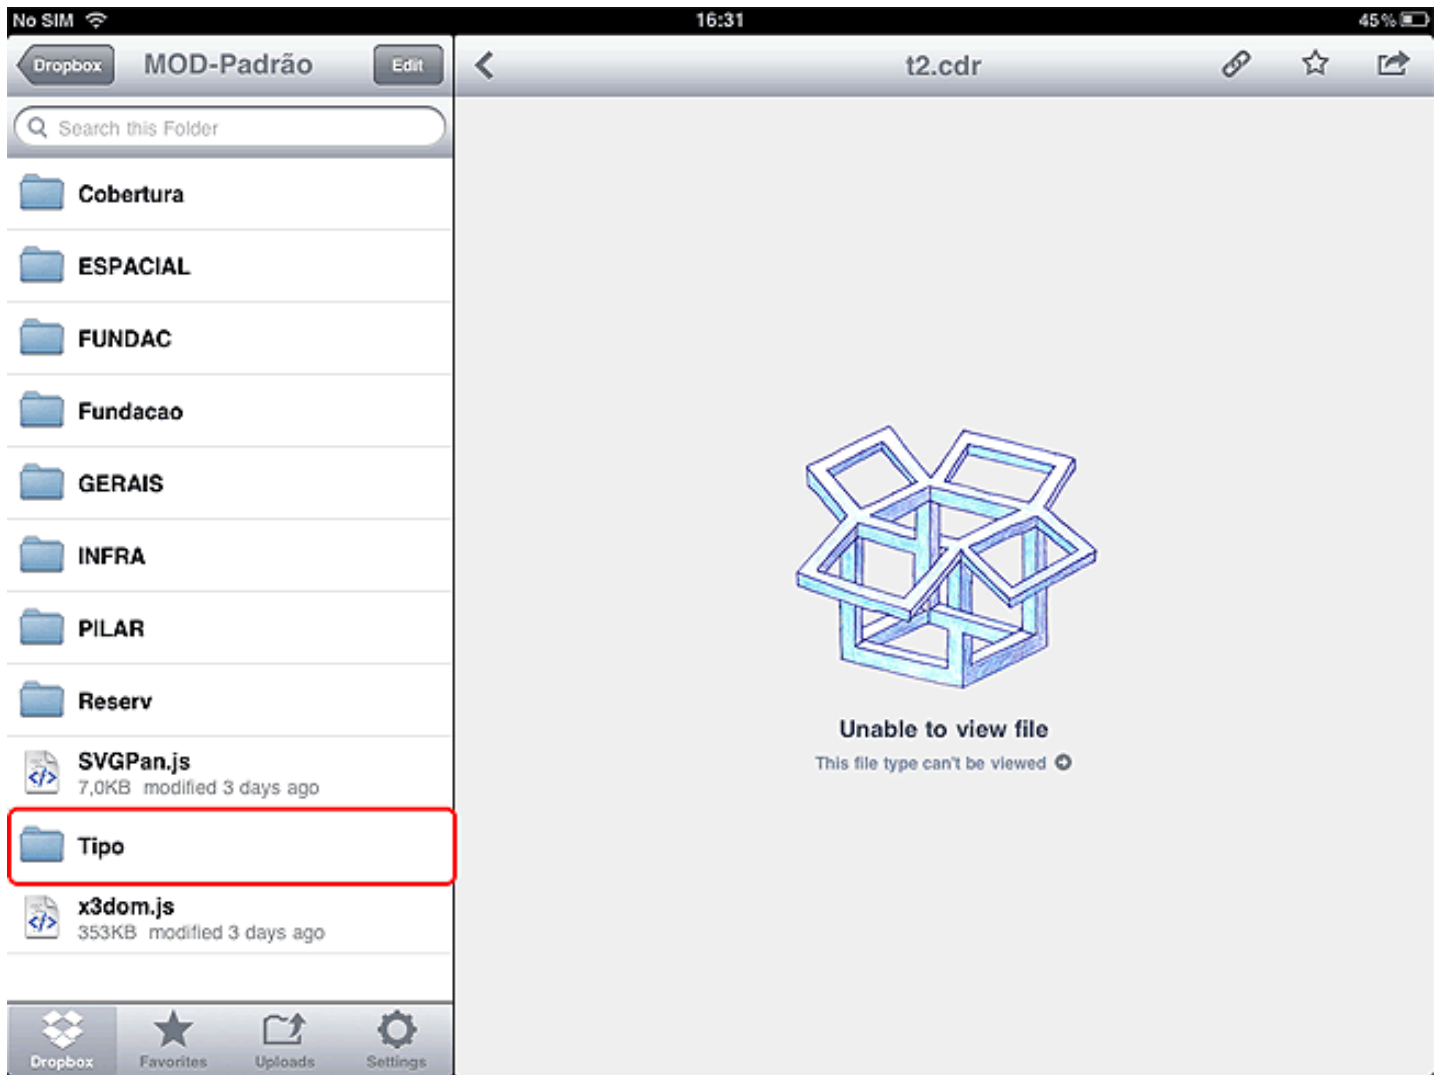 No SIM 16:31 45%
Dropbox MOD-Padrão Edit t2.cdr
Search this Folder
Cobertura
ESPACIAL
FUNDAC
Fundacao
GERAIS
INFRA
PILAR
Reserv
SVGPan.js
7,0KB modified 3 days ago
Tipo
x3dom.js
353KB modified 3 days ago
Dropbox Favorites Uploads Settings
Unable to view file
This file type can't be viewed